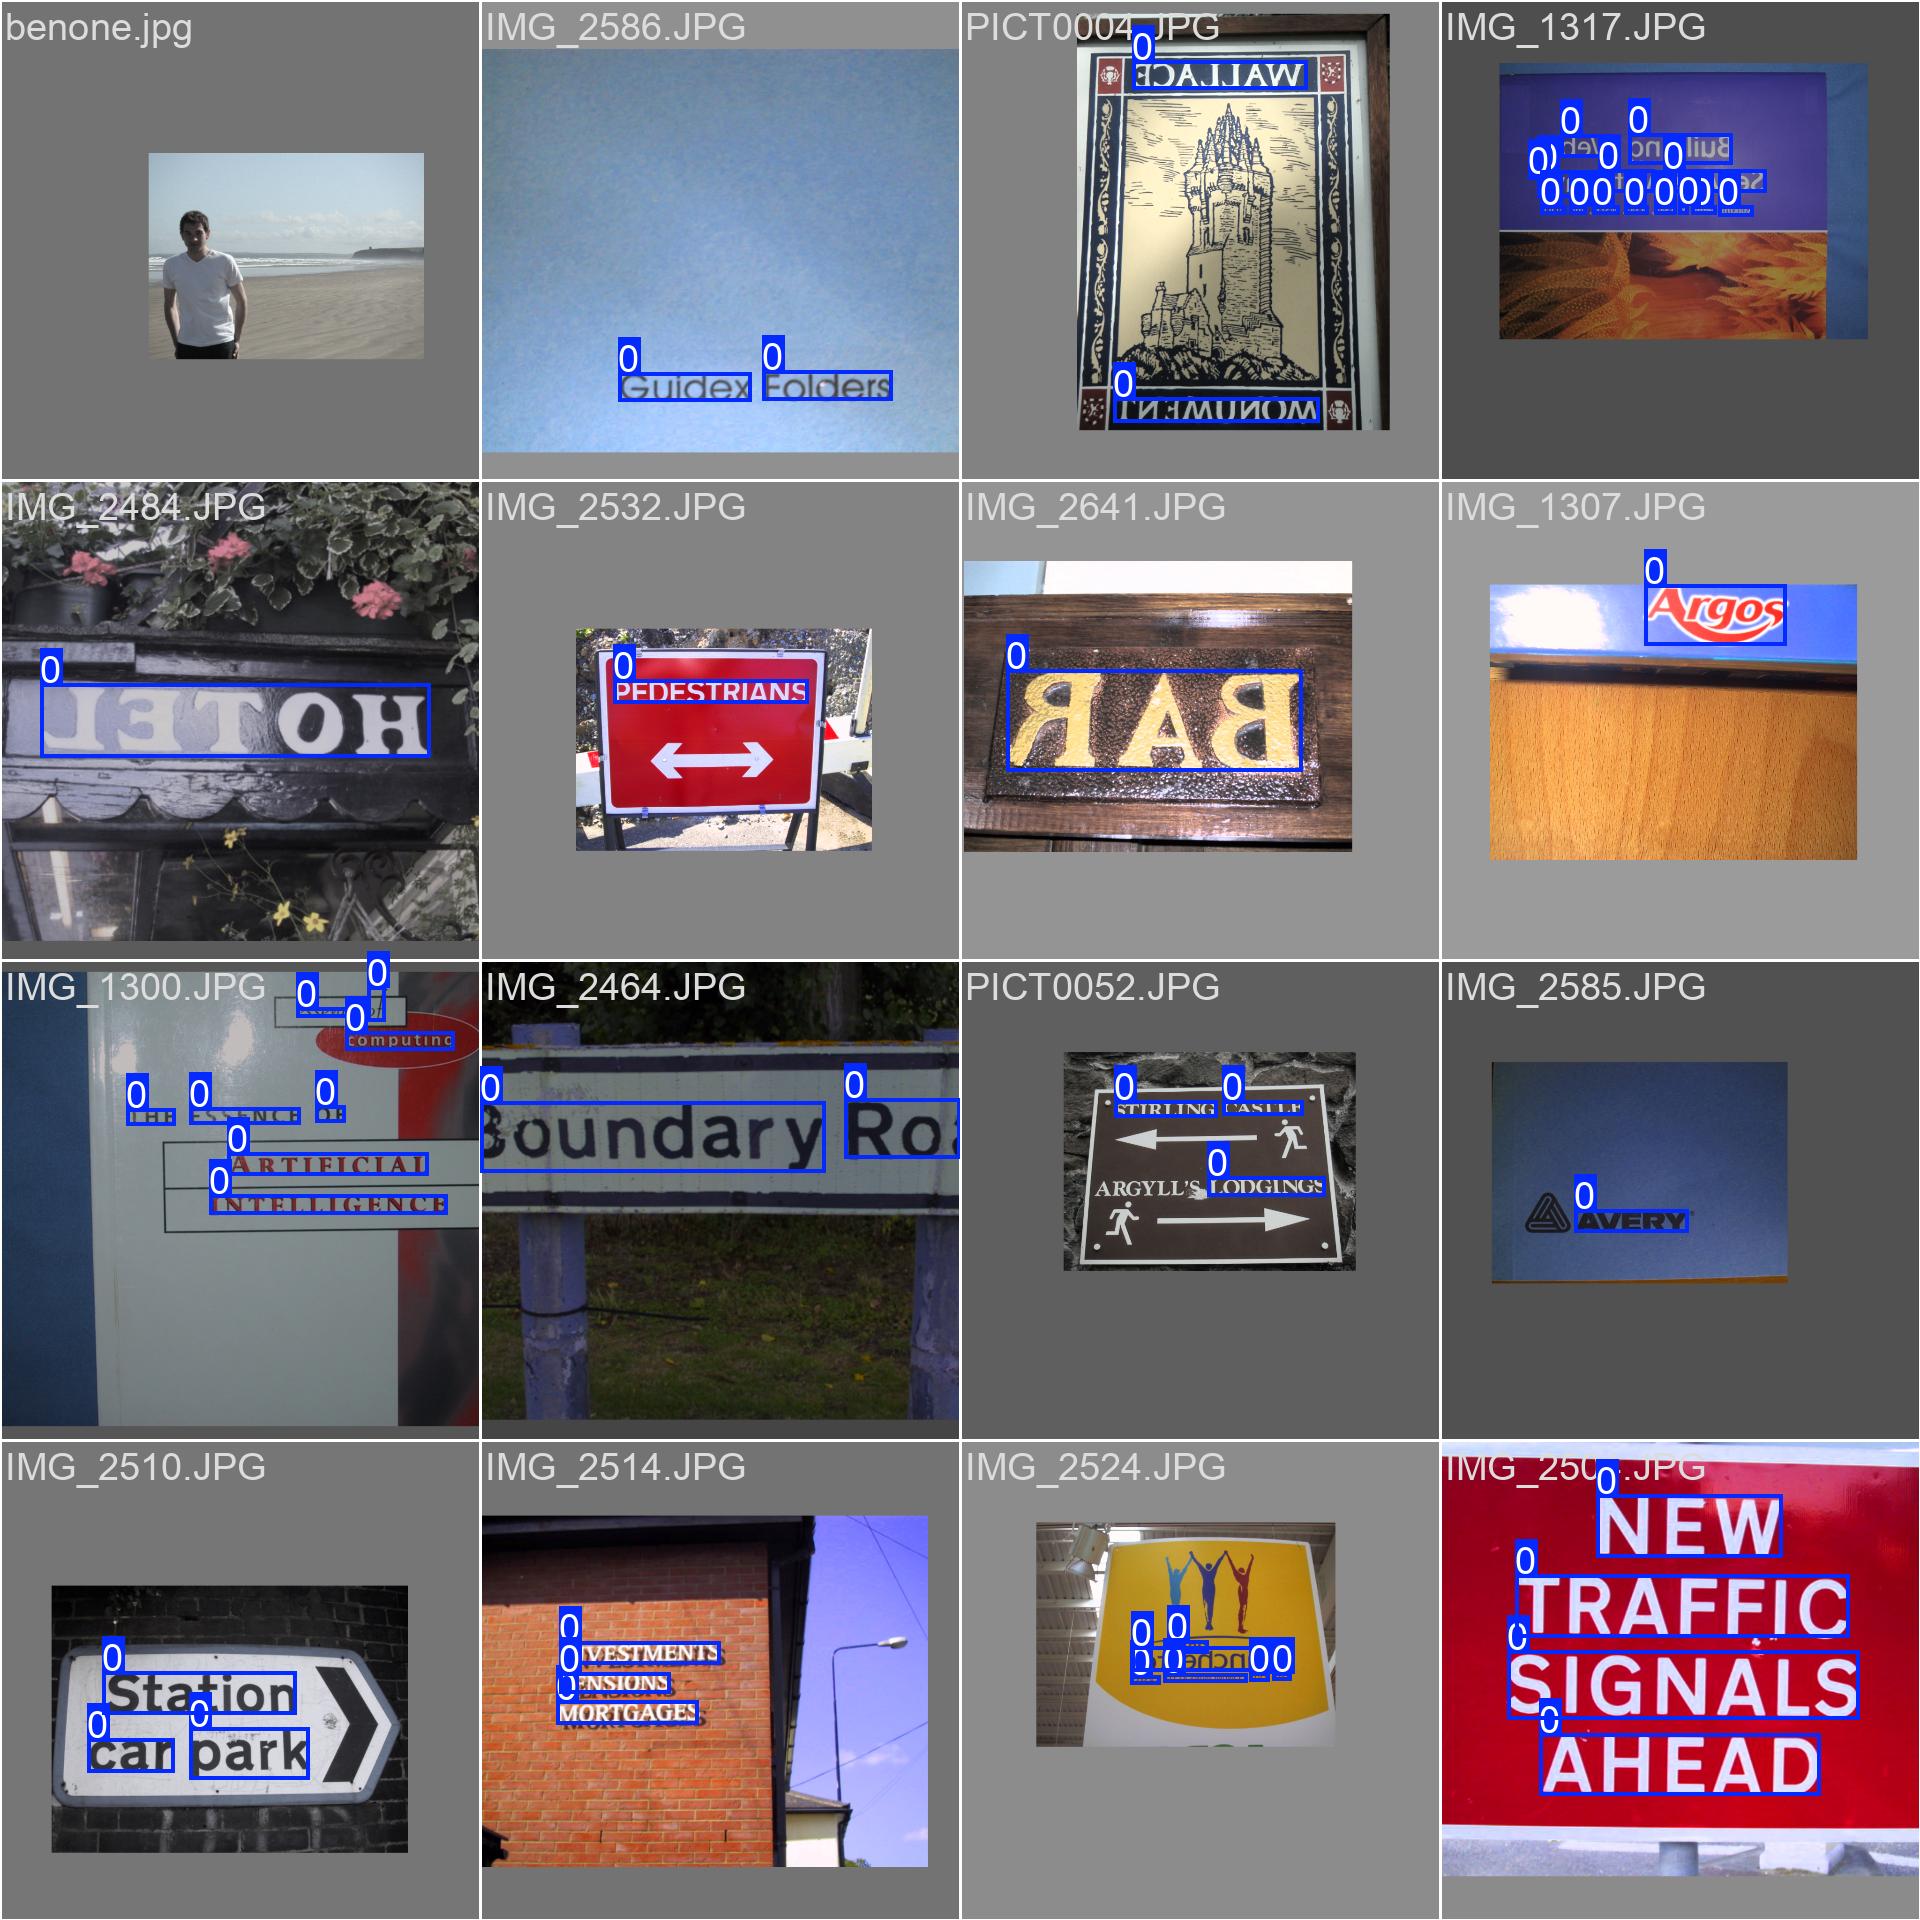 benone.jpg
IMG_2586.JPG
0 0
Guidex Folders
PICT0004.JPG
0
WALLACE
0
MONUMENT
IMG_1317.JPG
0 0
0 0 0
0 0 0 0 0 0 0
IMG_2484.JPG
0
HOTEL
IMG_2532.JPG
0
PEDESTRIANS
IMG_2641.JPG
0
BAR
IMG_1307.JPG
0
Argos
IMG_1300.JPG
0
0
0
of
computing
0 0 0
THE ESSENCE OF
0
ARTIFICIAL
0
INTELLIGENCE
IMG_2464.JPG
0 0
Boundary Roa
PICT0052.JPG
0 0
STIRLING CASTLE
0
ARGYLL'S LODGINGS
IMG_2585.JPG
0
AVERY
IMG_2510.JPG
0
Station
0 0
car park
IMG_2514.JPG
0
0
INVESTMENTS
0
PENSIONS
MORTGAGES
IMG_2524.JPG
0 0
0 0 0 0
IMG_250 .JPG
0
NEW
0
TRAFFIC
0
SIGNALS
0
AHEAD